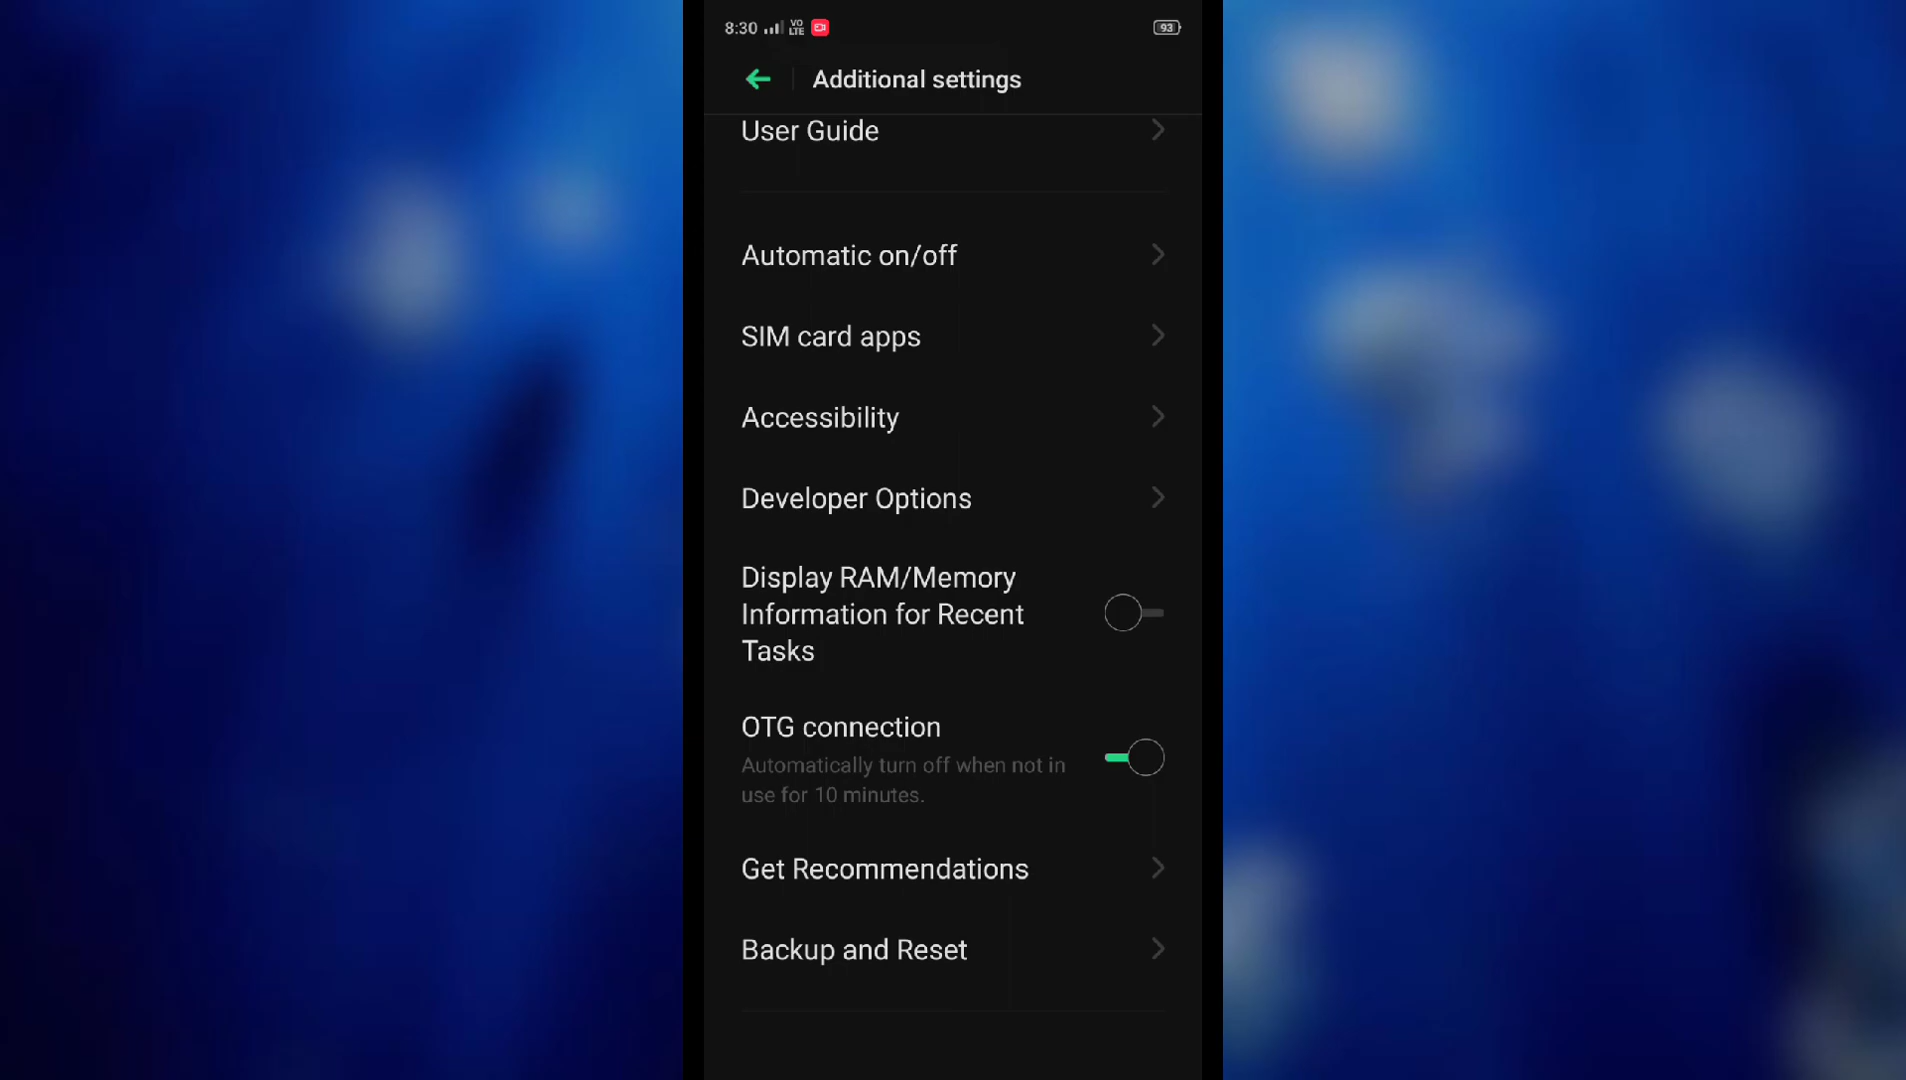 8:30 VO LTE 93
Additional settings
User Guide
Automatic on/off
SIM card apps
Accessibility
Developer Options
Display RAM/Memory
Information for Recent
Tasks
OTG connection
Automatically turn off when not in
use for 10 minutes.
Get Recommendations
Backup and Reset